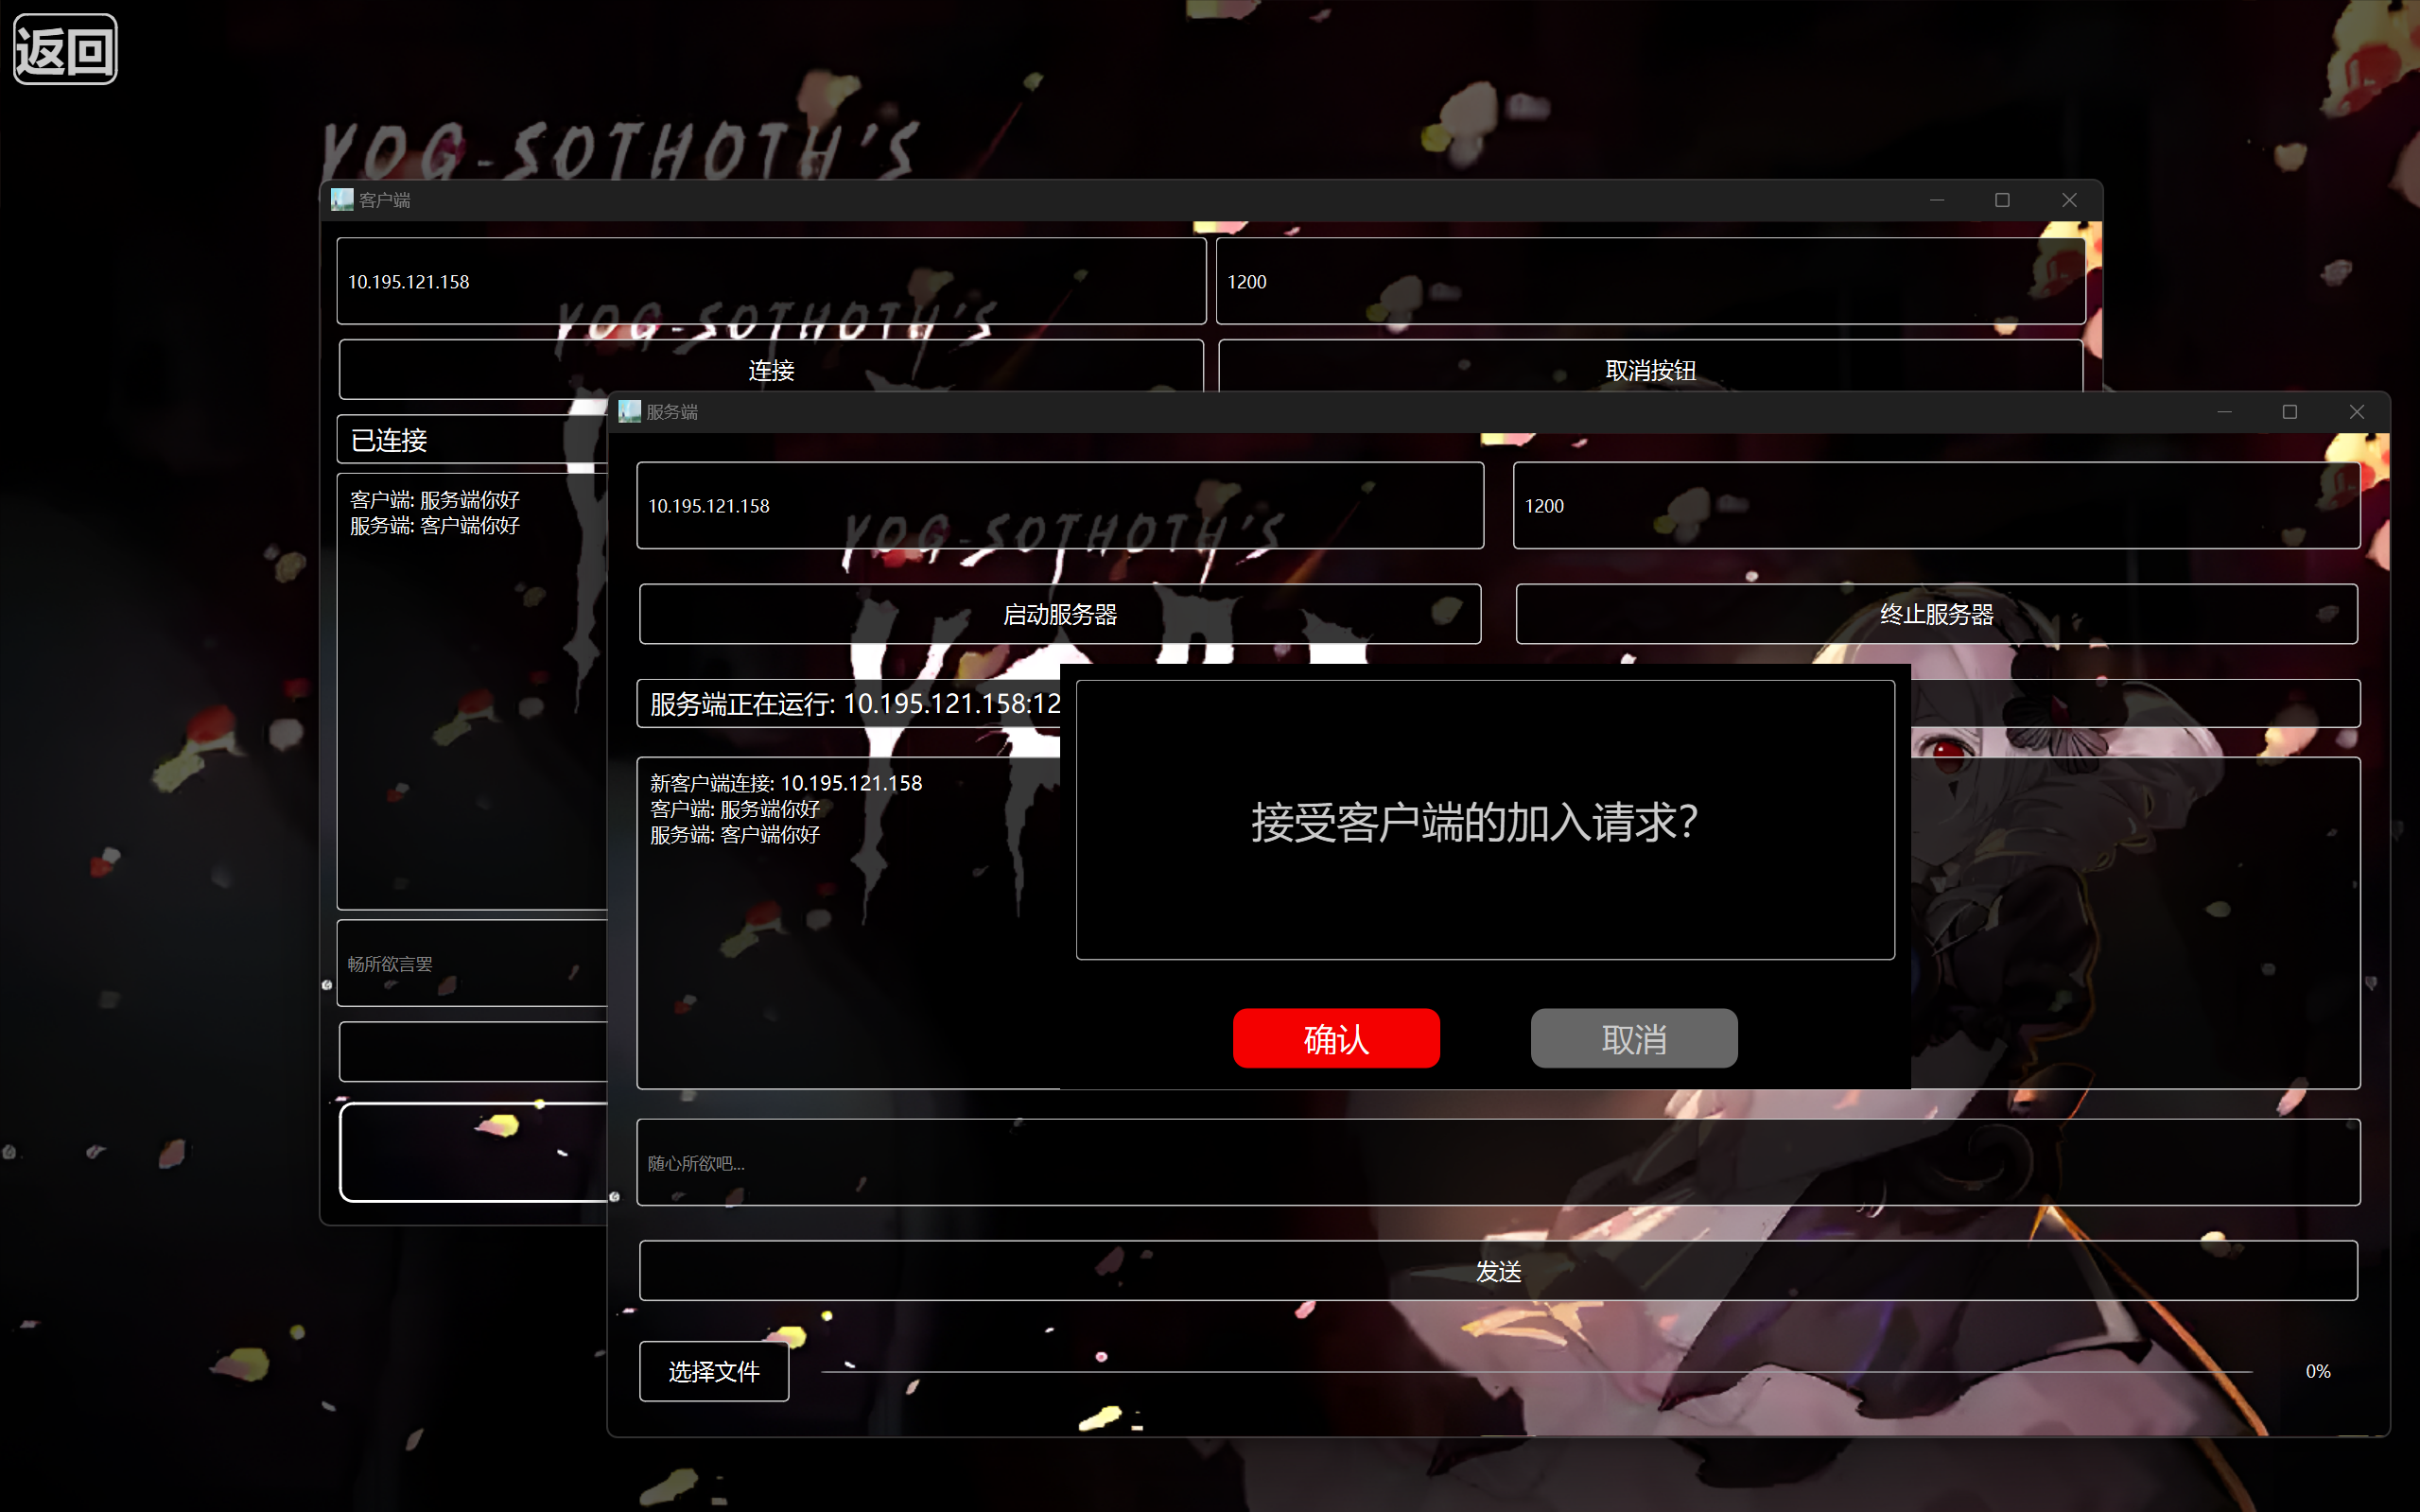 返回
YOG-SOTHOTH'S
客户端
10.195.121.158
1200
YOG-SOTHOTH'S
连接
取消按钮
已连接
客户端: 服务端你好
服务端: 客户端你好
畅所欲言罢
服务端
10.195.121.158
1200
YOG-SOTHOTH'S
启动服务器
终止服务器
服务端正在运行: 10.195.121.158:12
新客户端连接: 10.195.121.158
客户端: 服务端你好
服务端: 客户端你好
接受客户端的加入请求?
确认
取消
随心所欲吧...
发送
选择文件
0%